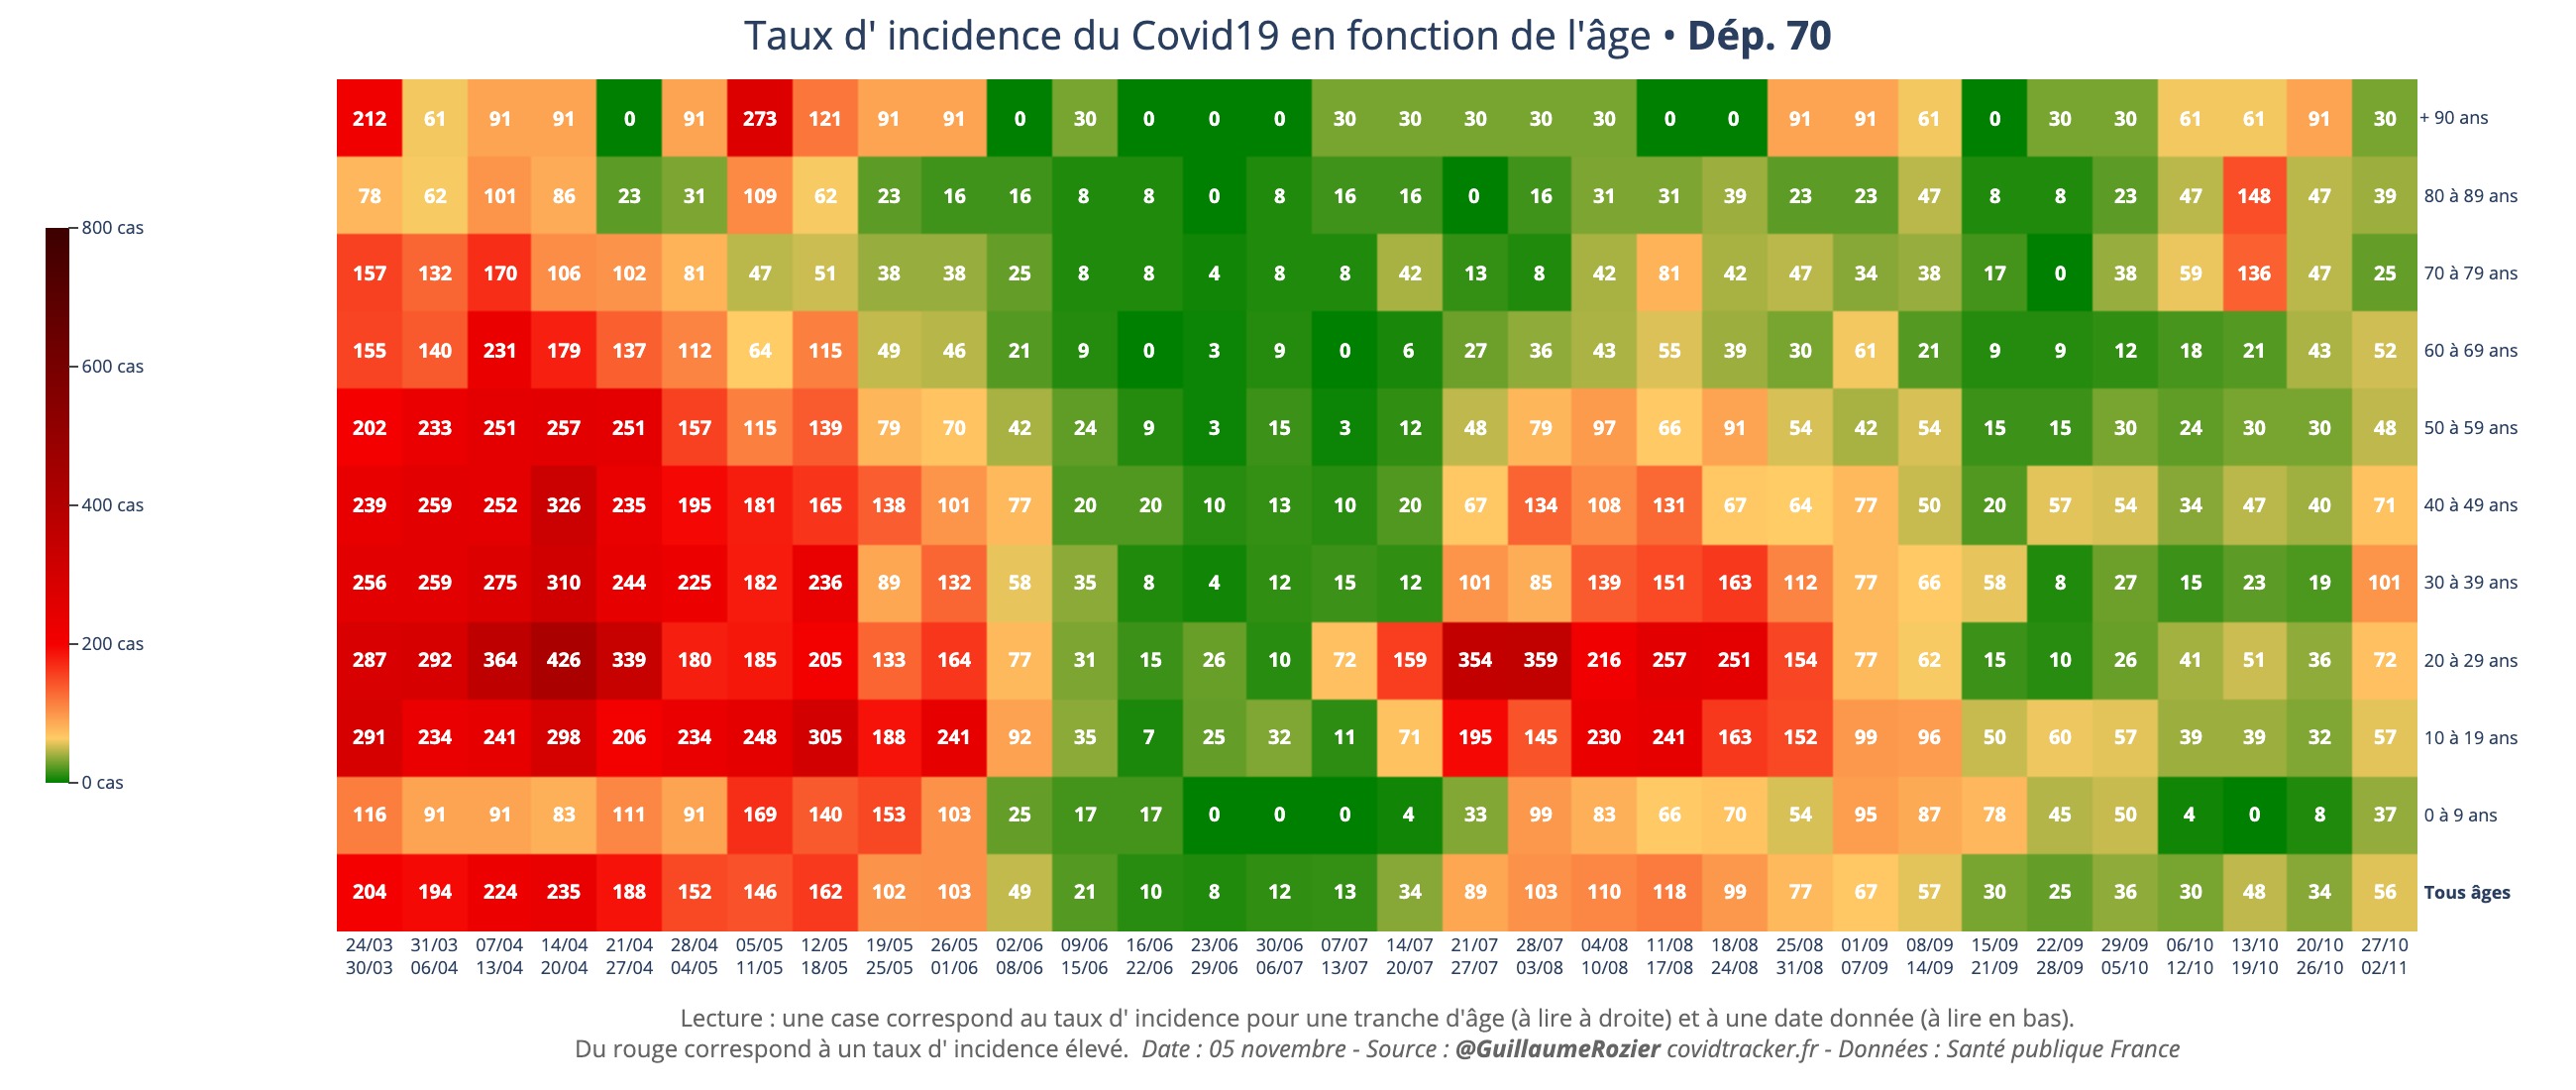 Taux d' incidence du Covid19 en fonction de l'âge • Dép. 70
212 61 91 91 0 91 273 121 91 91 0 30 0 0 0 30 30 30 30 30 0 0 91 91 61 0 30 30 61 61 91 30 + 90 ans
78 62 101 86 23 31 109 62 23 16 16 8 8 0 8 16 16 0 16 31 31 39 23 23 47 8 8 23 47 148 47 39 80 à 89 ans
800 cas
157 132 170 106 102 81 47 51 38 38 25 8 8 4 8 8 42 13 8 42 81 42 47 34 38 17 0 38 59 136 47 25 70 à 79 ans
155 140 231 179 137 112 64 115 49 46 21 9 0 3 9 0 6 27 36 43 55 39 30 61 21 9 9 12 18 21 43 52 60 à 69 ans
600 cas
202 233 251 257 251 157 115 139 79 70 42 24 9 3 15 3 12 48 79 97 66 91 54 42 54 15 15 30 24 30 30 48 50 à 59 ans
400 cas
239 259 252 326 235 195 181 165 138 101 77 20 20 10 13 10 20 67 134 108 131 67 64 77 50 20 57 54 34 47 40 71 40 à 49 ans
256 259 275 310 244 225 182 236 89 132 58 35 8 4 12 15 12 101 85 139 151 163 112 77 66 58 8 27 15 23 19 101 30 à 39 ans
200 cas
287 292 364 426 339 180 185 205 133 164 77 31 15 26 10 72 159 354 359 216 257 251 154 77 62 15 10 26 41 51 36 72 20 à 29 ans
291 234 241 298 206 234 248 305 188 241 92 35 7 25 32 11 71 195 145 230 241 163 152 99 96 50 60 57 39 39 32 57 10 à 19 ans
0 cas
116 91 91 83 111 91 169 140 153 103 25 17 17 0 0 0 4 33 99 83 66 70 54 95 87 78 45 50 4 0 8 37 0 à 9 ans
204 194 224 235 188 152 146 162 102 103 49 21 10 8 12 13 34 89 103 110 118 99 77 67 57 30 25 36 30 48 34 56 Tous âges
24/03 31/03 07/04 14/04 21/04 28/04 05/05 12/05 19/05 26/05 02/06 09/06 16/06 23/06 30/06 07/07 14/07 21/07 28/07 04/08 11/08 18/08 25/08 01/09 08/09 15/09 22/09 29/09 06/10 13/10 20/10 27/10
30/03 06/04 13/04 20/04 27/04 04/05 11/05 18/05 25/05 01/06 08/06 15/06 22/06 29/06 06/07 13/07 20/07 27/07 03/08 10/08 17/08 24/08 31/08 07/09 14/09 21/09 28/09 05/10 12/10 19/10 26/10 02/11
Lecture : une case correspond au taux d' incidence pour une tranche d'âge (à lire à droite) et à une date donnée (à lire en bas).
Du rouge correspond à un taux d' incidence élevé. Date : 05 novembre - Source : @GuillaumeRozier covidtracker.fr - Données : Santé publique France